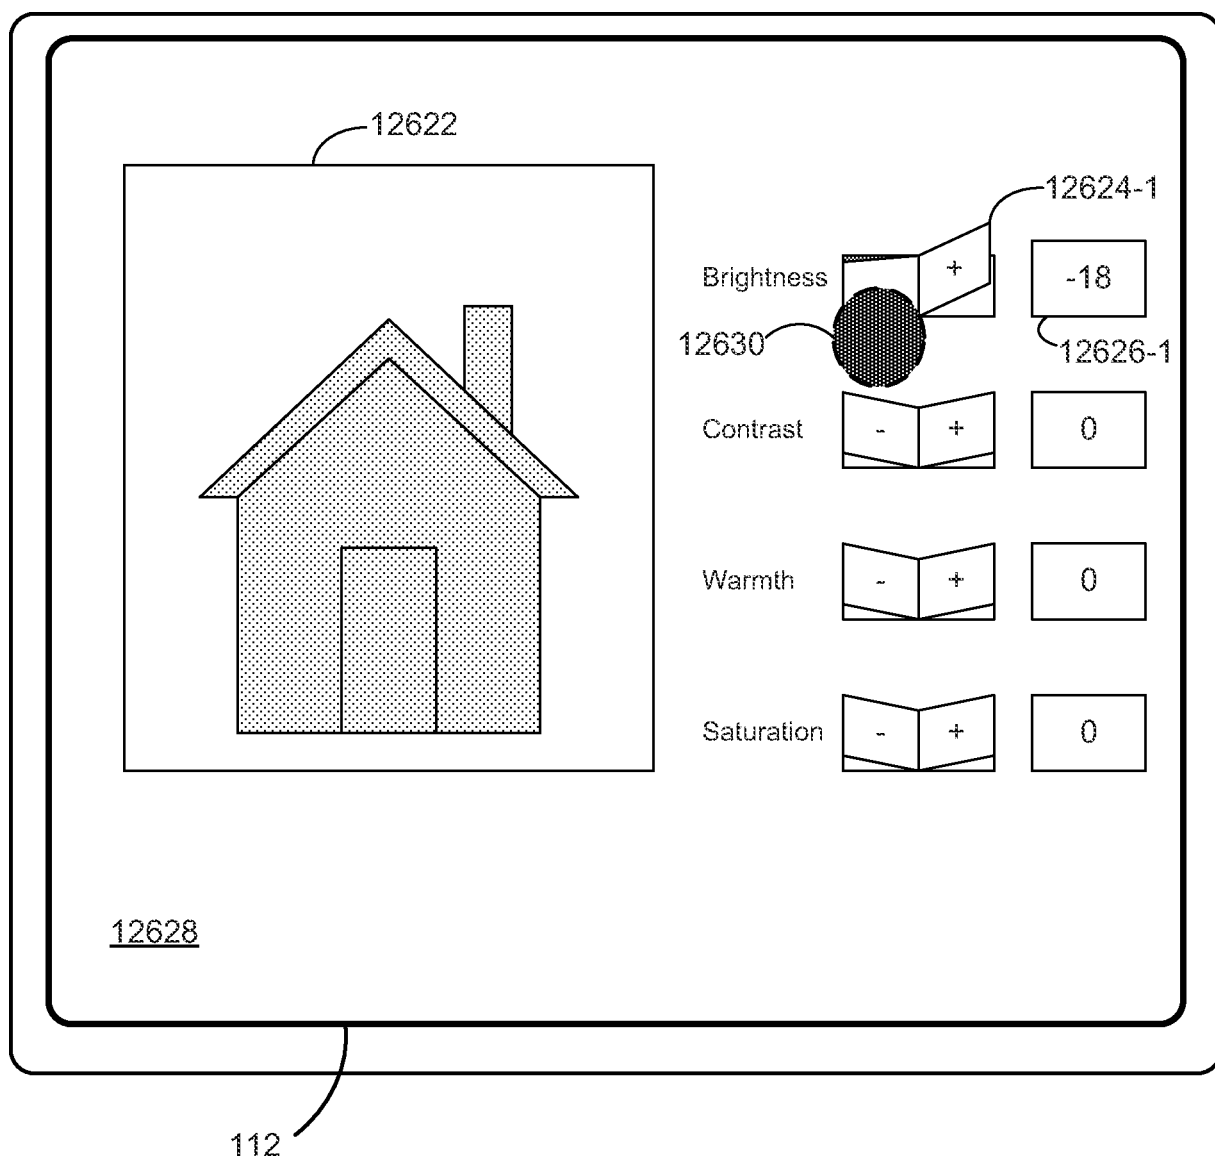 12622
12624-1
Brightness + -18
12630
12626-1
Contrast - + 0
Warmth - + 0
Saturation - + 0
12628
112